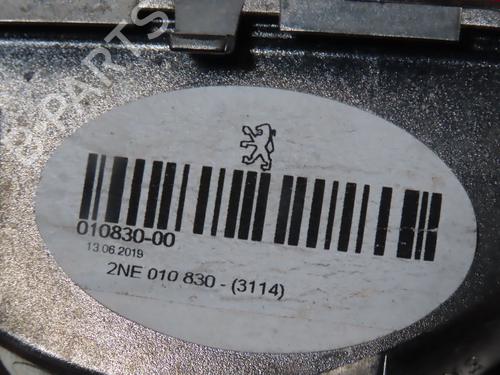 B-PARTS
010830-00
13.06.2019
2NE 010 830 - (3114)